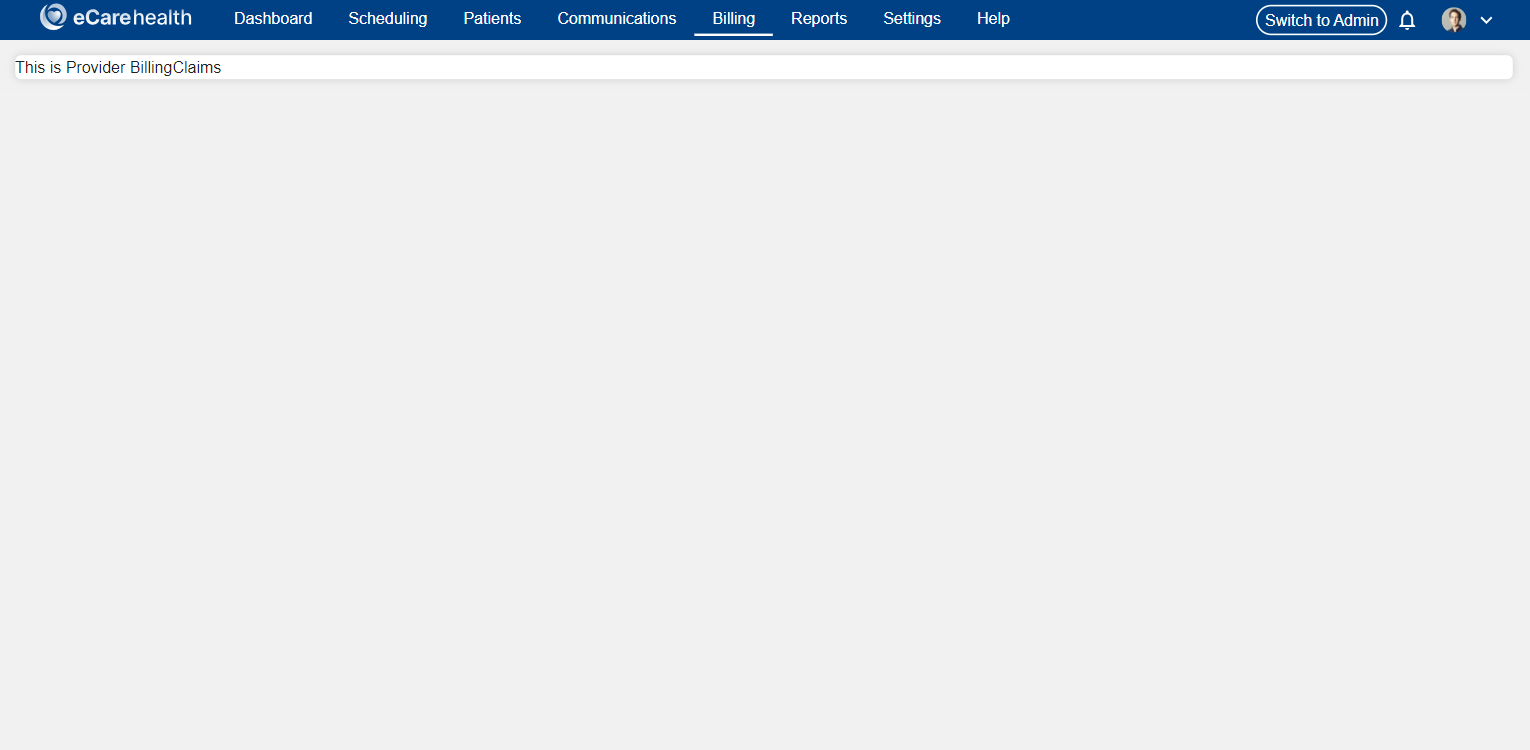 eCarehealth Dashboard Scheduling Patients Communications Billing Reports Settings Help Switch to Admin
This is Provider BillingClaims